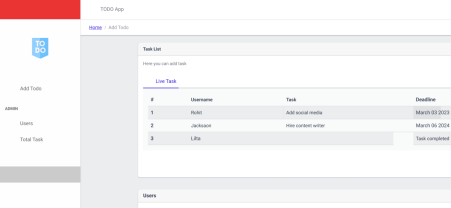 TODO App
Home / Add Todo
TO
DO
Add Todo
ADMIN
Users
Total Task
Task List
Here you can add task
Live Task
# Username Task Deadline
1 Rohit Add social media March 03 2023
2 Jackson Hire content writer March 06 2024
3 Lilta Task completed
Users